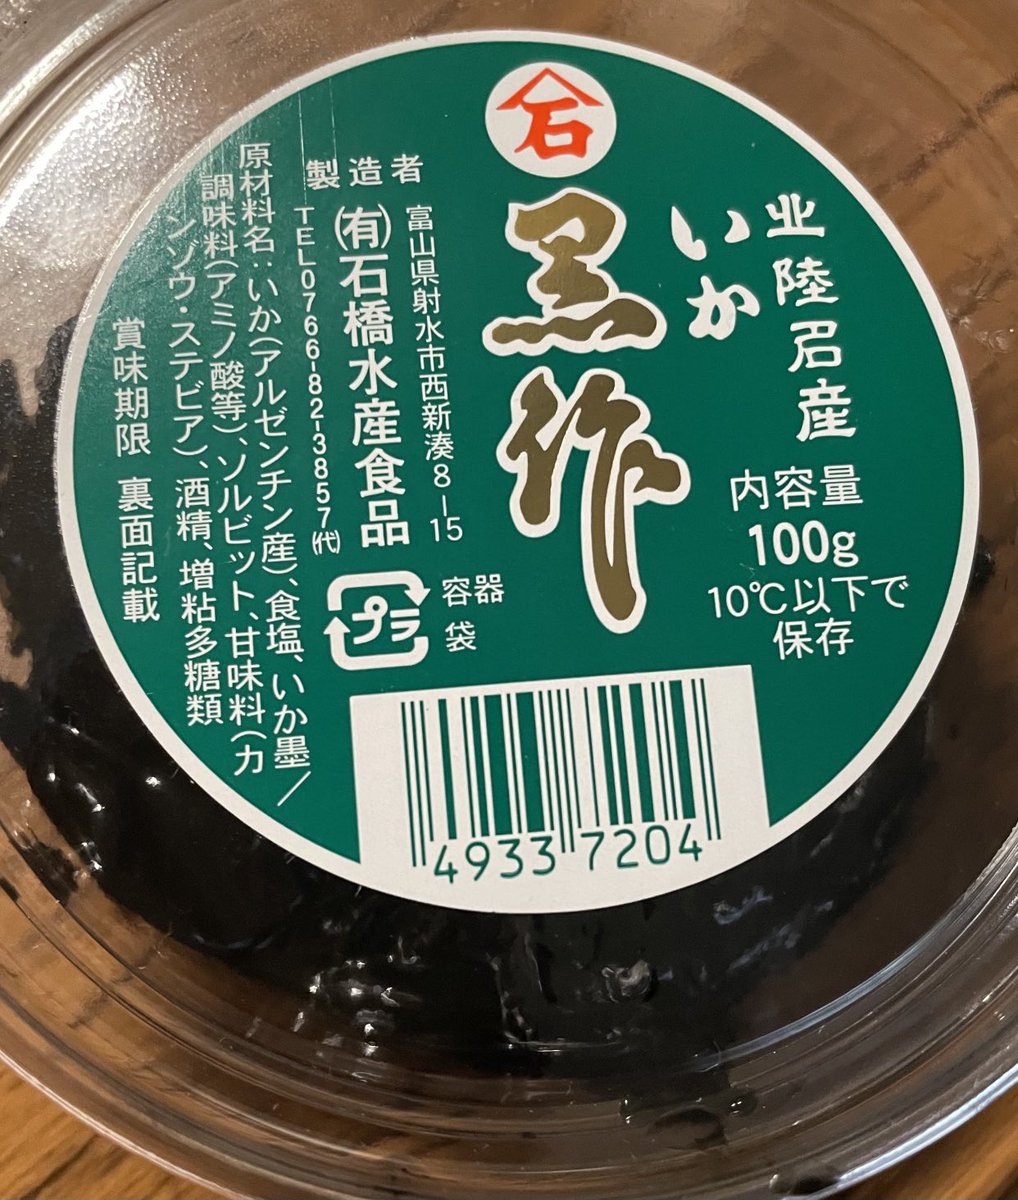 石
北陸名産
いか
黒作
内容量
100g
10℃以下で
保存
富山県射水市西新湊8-15
製造者
(有)石橋水産食品
TEL0766-82-3857(代)
原材料名:いか(アルゼンチン産)、食塩、いか墨/
調味料(アミノ酸等)、ソルビット、甘味料(カ
ンゾウ・ステビア)、酒精、増粘多糖類
賞味期限 裏面記載
プラ
容器
袋
49337204